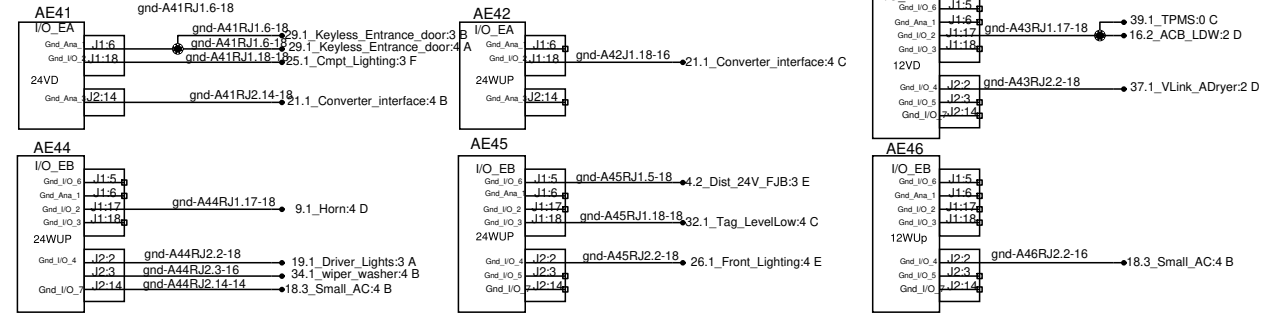 gnd-A41RJ1.6-18
AE41
I/O_EA
Gnd_Ana_
J1:6
gnd-A41RJ1.6-18
29.1_Keyless_Entrance_door:3 B
gnd-A41RJ1.6-18
29.1_Keyless_Entrance_door:4 A
Gnd_I/O_2
J1:18
gnd-A41RJ1.18-18
25.1_Cmpt_Lighting:3 F
24VD
Gnd_Ana_
J2:14
gnd-A41RJ2.14-18
21.1_Converter_interface:4 B
AE42
I/O_EA
Gnd_Ana_
J1:6
Gnd_I/O_2
J1:18
gnd-A42J1.18-16
21.1_Converter_interface:4 C
24WUP
Gnd_Ana_
J2:14
Gnd_I/O_6
J1:5
Gnd_Ana_1
J1:6
Gnd_I/O_2
J1:17
gnd-A43RJ1.17-18
39.1_TPMS:0 C
16.2_ACB_LDW:2 D
Gnd_I/O_3
J1:18
12VD
Gnd_I/O_4
J2:2
gnd-A43RJ2.2-18
37.1_VLink_ADryer:2 D
Gnd_I/O_5
J2:3
Gnd_I/O_7
J2:14
AE44
I/O_EB
Gnd_I/O_6
J1:5
Gnd_Ana_1
J1:6
Gnd_I/O_2
J1:17
gnd-A44RJ1.17-18
9.1_Horn:4 D
Gnd_I/O_3
J1:18
24WUP
Gnd_I/O_4
J2:2
gnd-A44RJ2.2-18
19.1_Driver_Lights:3 A
J2:3
gnd-A44RJ2.3-16
34.1_wiper_washer:4 B
Gnd_I/O_7
J2:14
gnd-A44RJ2.14-14
18.3_Small_AC:4 B
AE45
I/O_EB
Gnd_I/O_6
J1:5
gnd-A45RJ1.5-18
4.2_Dist_24V_FJB:3 E
Gnd_Ana_1
J1:6
Gnd_I/O_2
J1:17
Gnd_I/O_3
J1:18
gnd-A45RJ1.18-18
32.1_Tag_LevelLow:4 C
24WUP
Gnd_I/O_4
J2:2
gnd-A45RJ2.2-18
26.1_Front_Lighting:4 E
Gnd_I/O_5
J2:3
Gnd_I/O_7
J2:14
AE46
I/O_EB
Gnd_I/O_6
J1:5
Gnd_Ana_1
J1:6
Gnd_I/O_2
J1:17
Gnd_I/O_3
J1:18
12WUp
Gnd_I/O_4
J2:2
gnd-A46RJ2.2-16
18.3_Small_AC:4 B
Gnd_I/O_5
J2:3
Gnd_I/O_7
J2:14